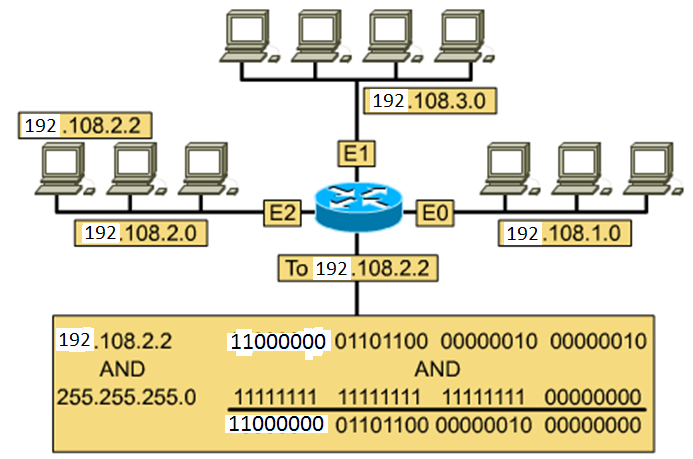 192.108.3.0
192.108.2.2
E1
E2
E0
192.108.2.0
192.108.1.0
To 192.108.2.2
192.108.2.2 11000000 01101100 00000010 00000010
AND AND
255.255.255.0 11111111 11111111 11111111 00000000
11000000 01101100 00000010 00000000